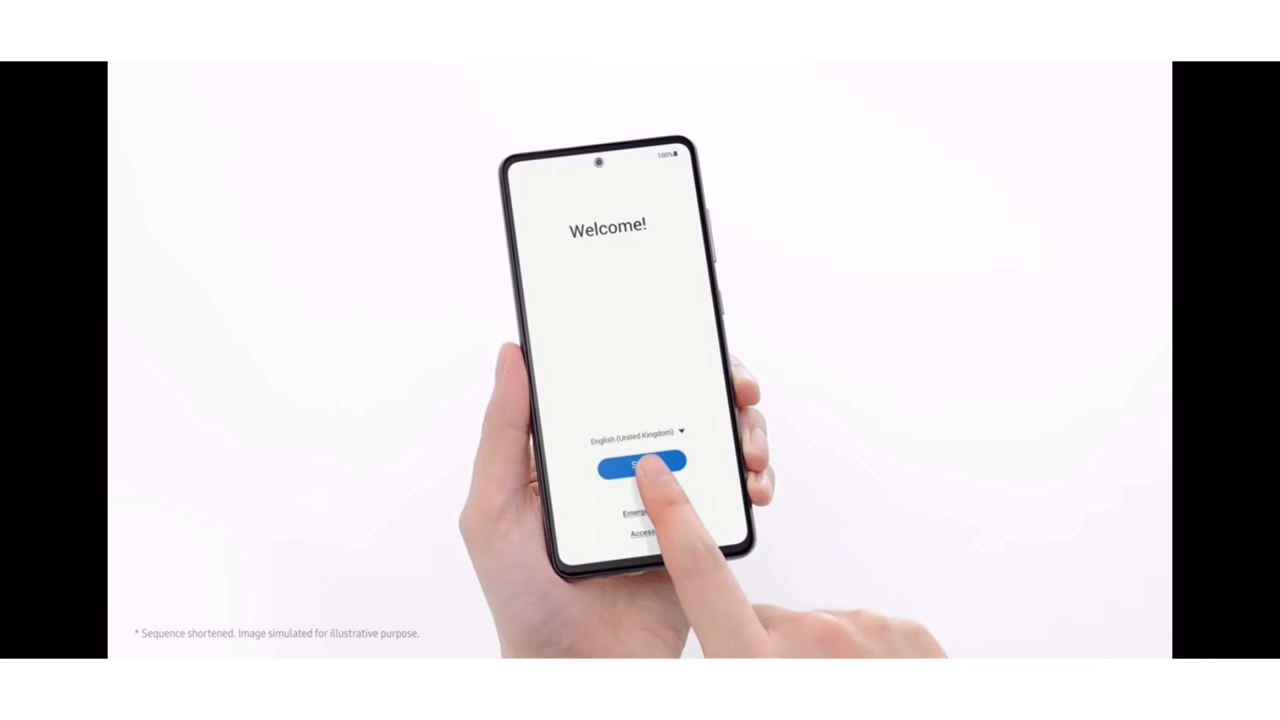 100%
Welcome!
English (United Kingdom)
* Sequence shortened. Image simulated for illustrative purpose.